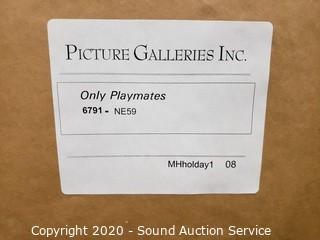 PICTURE GALLERIES INC.
Only Playmates
6791 - NE59
MHholday1 08
Copyright 2020 - Sound Auction Service